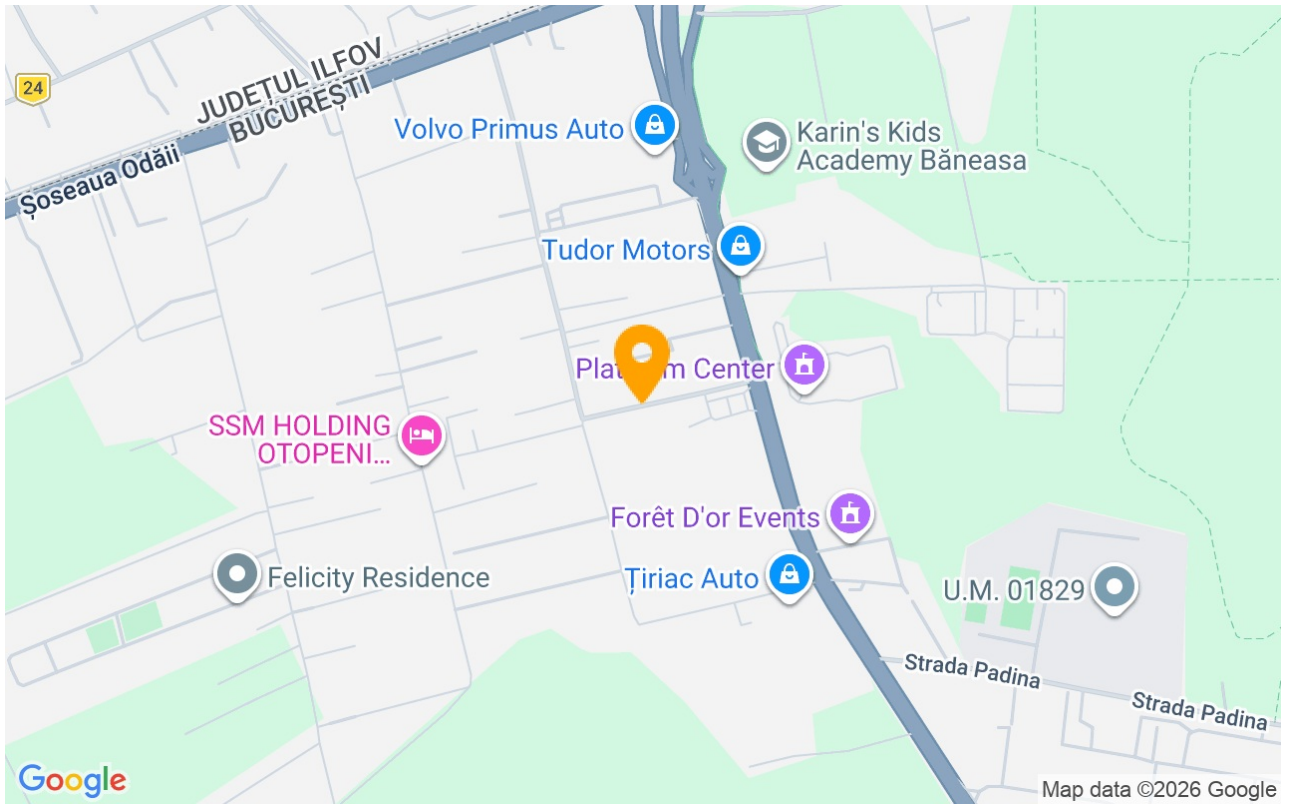 24
JUDEȚUL ILFOV
BUCUREȘTI
Șoseaua Odăii
Volvo Primus Auto
Karin's Kids
Academy Băneasa
Tudor Motors
Center
SSM HOLDING
OTOPENI...
Forêt D'or Events
Felicity Residence
Țiriac Auto
U.M. 01829
Strada Padina
Strada Padina
Google
Map data ©2026 Google